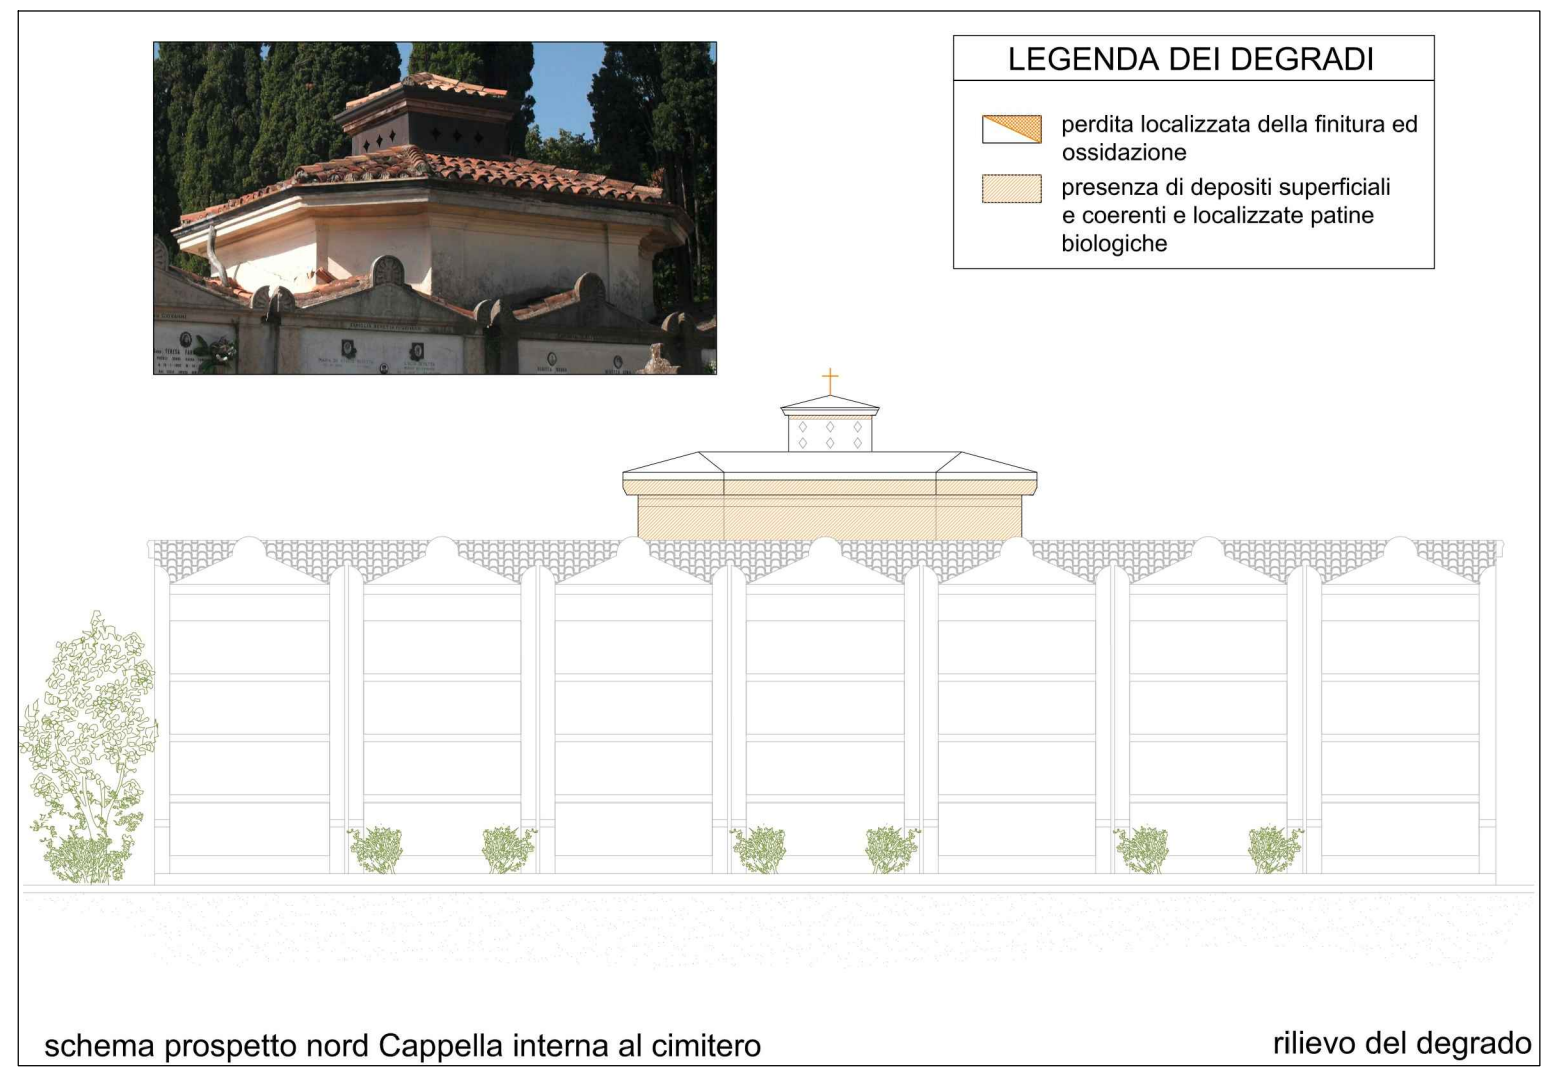 LEGENDA DEI DEGRADI
perdita localizzata della finitura ed
ossidazione
presenza di depositi superficiali
e coerenti e localizzate patine
biologiche
schema prospetto nord Cappella interna al cimitero
rilievo del degrado